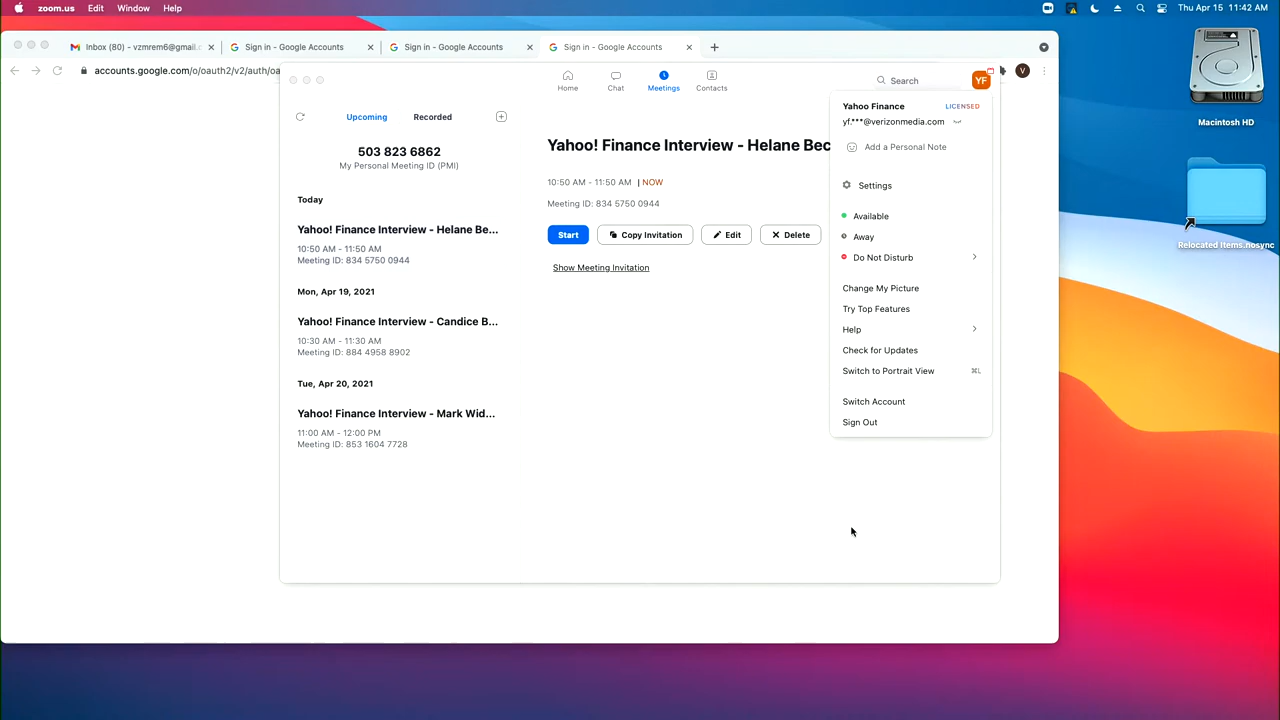 zoom.us Edit Window Help
Thu Apr 15 11:42 AM
Inbox (80) - vzmrem6@gmail.c
Sign in - Google Accounts
Sign in - Google Accounts
Sign in - Google Accounts
accounts.google.com/o/oauth2/v2/auth/oa
V
Home
Chat
Meetings
Contacts
Search
YF
Upcoming
Recorded
503 823 6862
My Personal Meeting ID (PMI)
Today
Yahoo! Finance Interview - Helane Be...
10:50 AM - 11:50 AM
Meeting ID: 834 5750 0944
Mon, Apr 19, 2021
Yahoo! Finance Interview - Candice B...
10:30 AM - 11:30 AM
Meeting ID: 884 4958 8902
Tue, Apr 20, 2021
Yahoo! Finance Interview - Mark Wid...
11:00 AM - 12:00 PM
Meeting ID: 853 1604 7728
Yahoo! Finance Interview - Helane Bec
10:50 AM - 11:50 AM | NOW
Meeting ID: 834 5750 0944
Start
Copy Invitation
Edit
Delete
Show Meeting Invitation
Yahoo Finance LICENSED
yf.***@verizonmedia.com
Add a Personal Note
Settings
Available
Away
Do Not Disturb
Change My Picture
Try Top Features
Help
Check for Updates
Switch to Portrait View ⌘L
Switch Account
Sign Out
Macintosh HD
Relocated Items.nosync